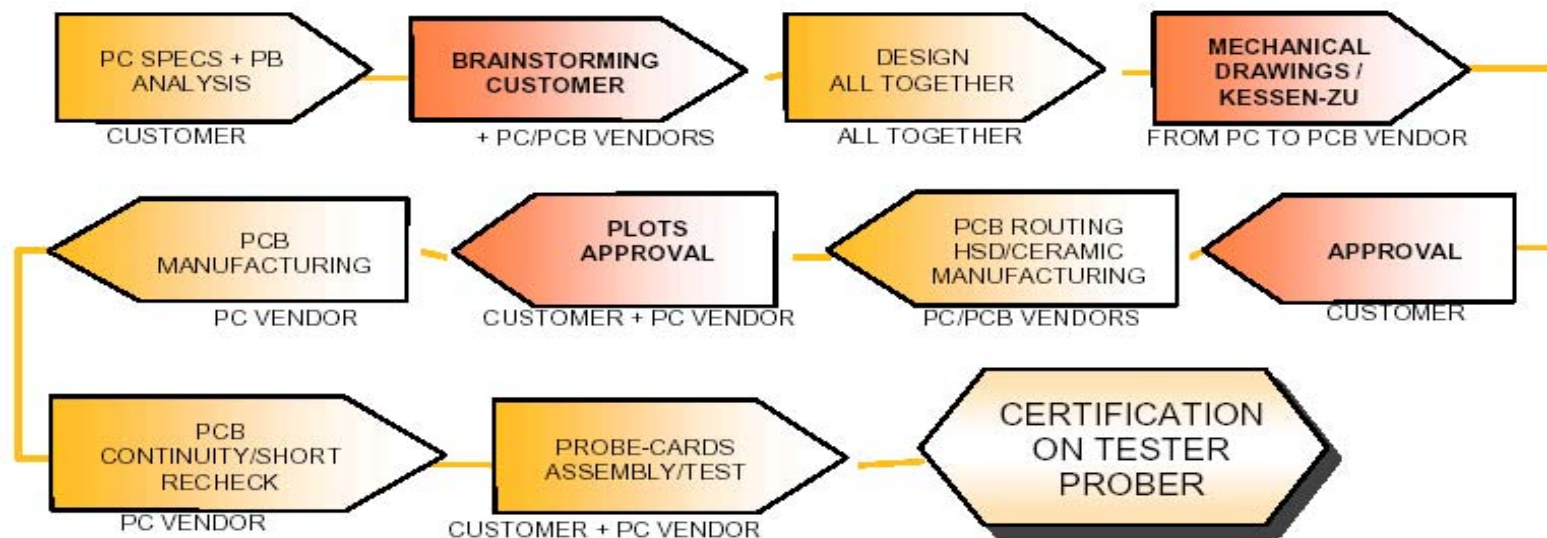 PC SPECS + PB
ANALYSIS
CUSTOMER
BRAINSTORMING
CUSTOMER
+ PC/PCB VENDORS
DESIGN
ALL TOGETHER
ALL TOGETHER
MECHANICAL
DRAWINGS /
KESSEN-ZU
FROM PC TO PCB VENDOR
APPROVAL
CUSTOMER
PCB ROUTING
HSD/CERAMIC
MANUFACTURING
PC/PCB VENDORS
PLOTS
APPROVAL
CUSTOMER + PC VENDOR
PCB
MANUFACTURING
PC VENDOR
PCB
CONTINUITY/SHORT
RECHECK
PC VENDOR
PROBE-CARDS
ASSEMBLY/TEST
CUSTOMER + PC VENDOR
CERTIFICATION
ON TESTER
PROBER